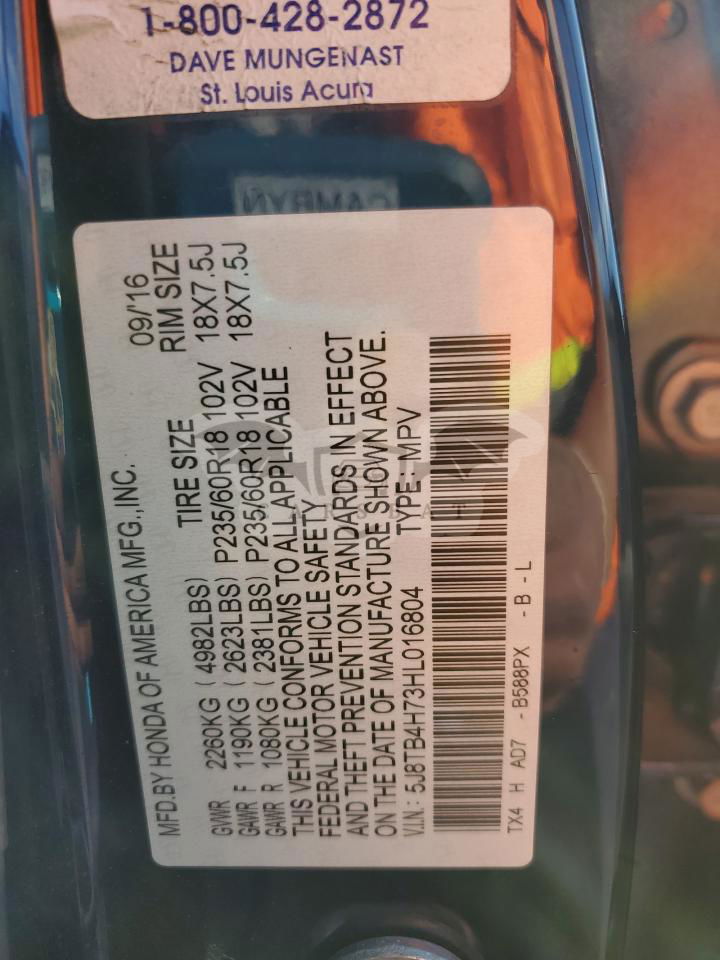 1-800-428-2872
DAVE MUNGENAST
St. Louis Acura
MFD.BY HONDA OF AMERICA MFG.,INC. 09/'16
TIRE SIZE RIM SIZE
GVWR 2260KG ( 4982LBS)
GAWR F 1190KG ( 2623LBS) P235/60R18 102V 18X7.5J
GAWR R 1080KG ( 2381LBS) P235/60R18 102V 18X7.5J
THIS VEHICLE CONFORMS TO ALL APPLICABLE
FEDERAL MOTOR VEHICLE SAFETY
AND THEFT PREVENTION STANDARDS IN EFFECT
ON THE DATE OF MANUFACTURE SHOWN ABOVE.
V.I.N.: 5J8TB4H73HL016804 TYPE: MPV
TX4 H AD7 - B588PX - B - L